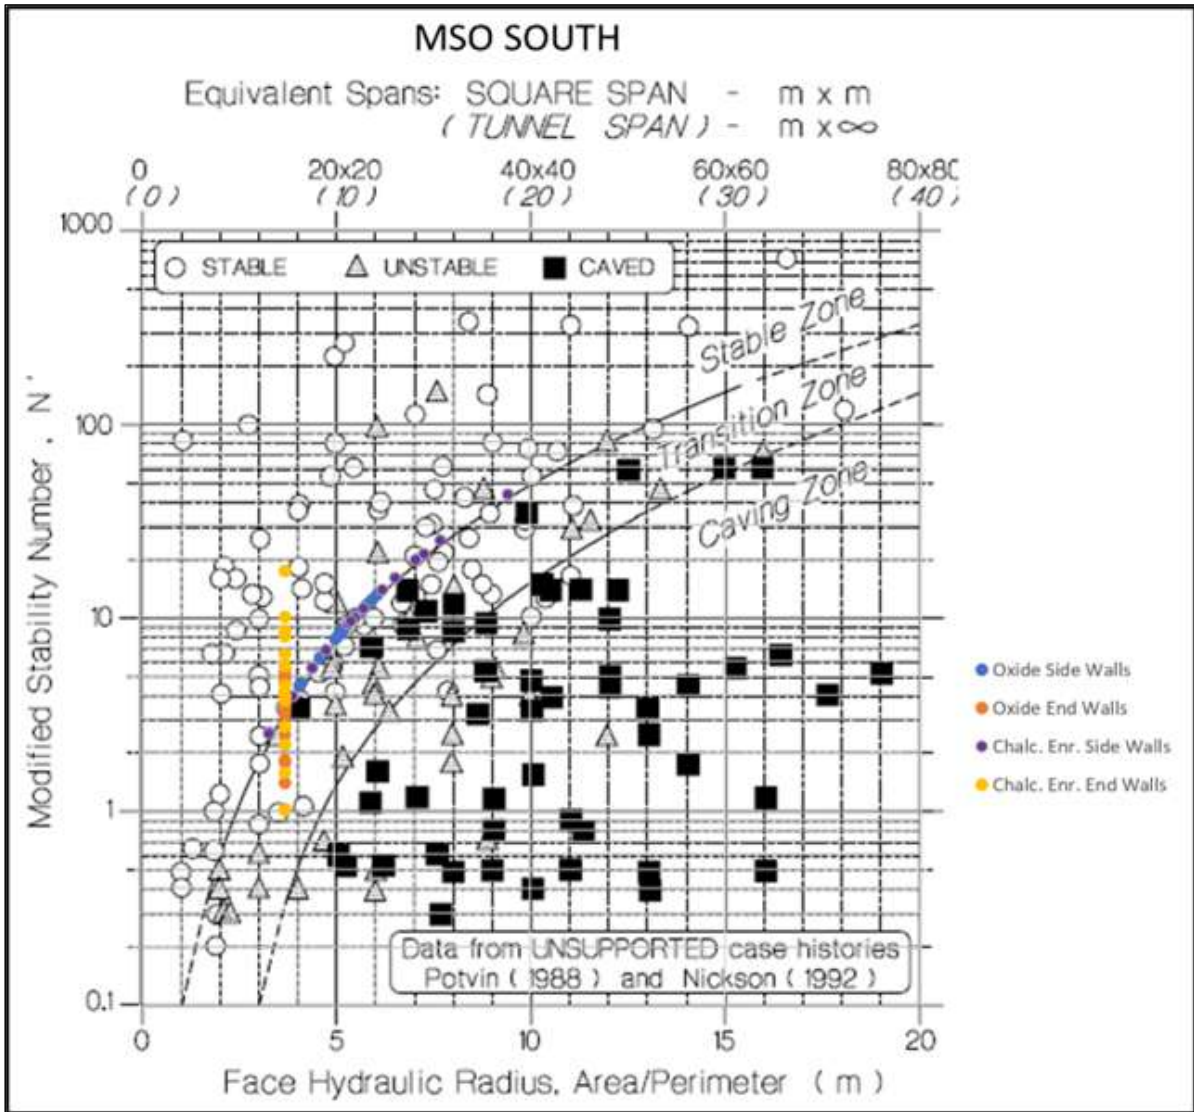 MSO SOUTH
Equivalent Spans: SQUARE SPAN - m x m
( TUNNEL SPAN ) - m x ∞
0 20x20 40x40 60x60 80x80
( 0 ) ( 10 ) ( 20 ) ( 30 ) ( 40 )
1000
STABLE UNSTABLE CAVED
Stable Zone
Transition Zone
Caving Zone
100
10
1
0.1
Modified Stability Number, N'
Oxide Side Walls
Oxide End Walls
Chalc. Enr. Side Walls
Chalc. Enr. End Walls
Data from UNSUPPORTED case histories
Potvin ( 1988 ) and Nickson ( 1992 )
0 5 10 15 20
Face Hydraulic Radius, Area/Perimeter ( m )